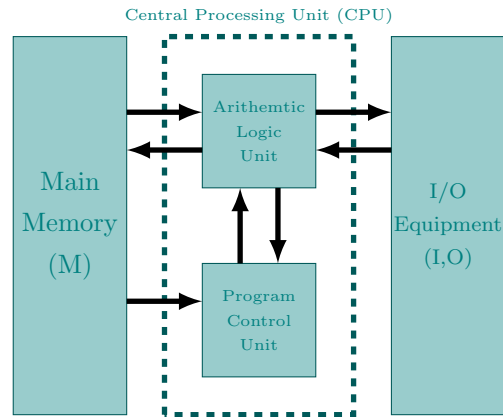 Central Processing Unit (CPU)
Main
Memory
(M)
Arithemtic
Logic
Unit
Program
Control
Unit
I/O
Equipment
(I,O)